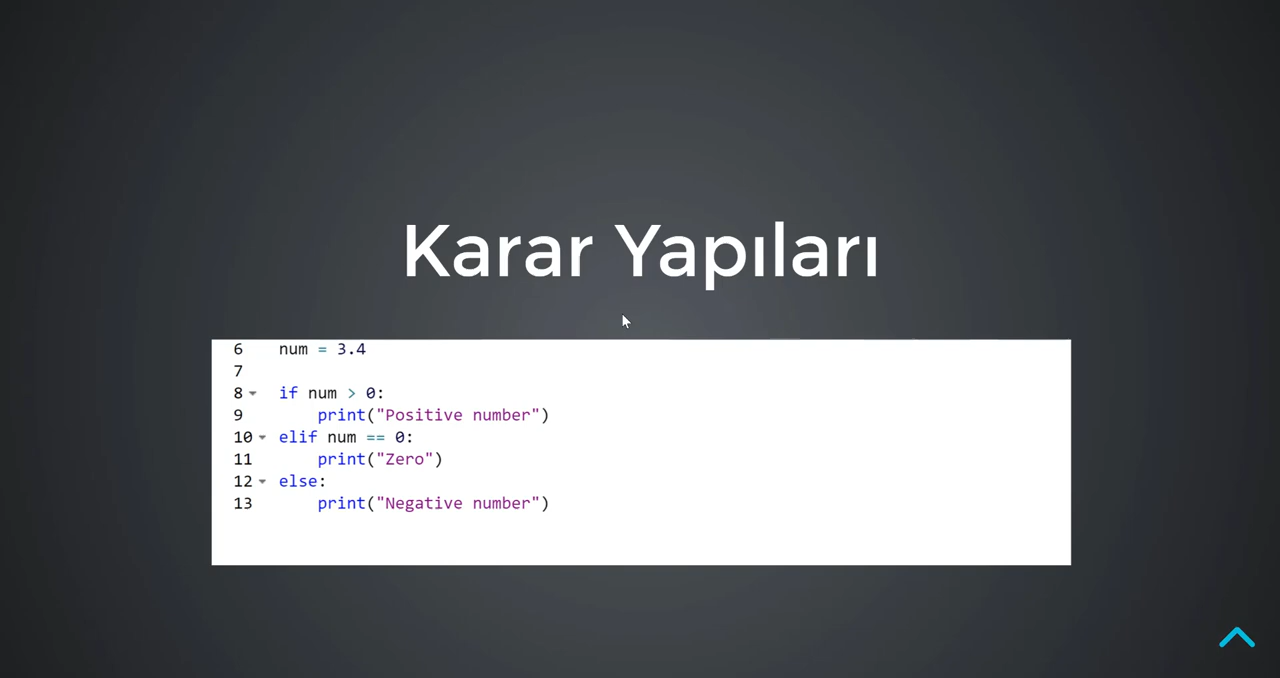 Karar Yapıları
6 num = 3.4
7
8 if num > 0:
9     print("Positive number")
10 elif num == 0:
11     print("Zero")
12 else:
13     print("Negative number")